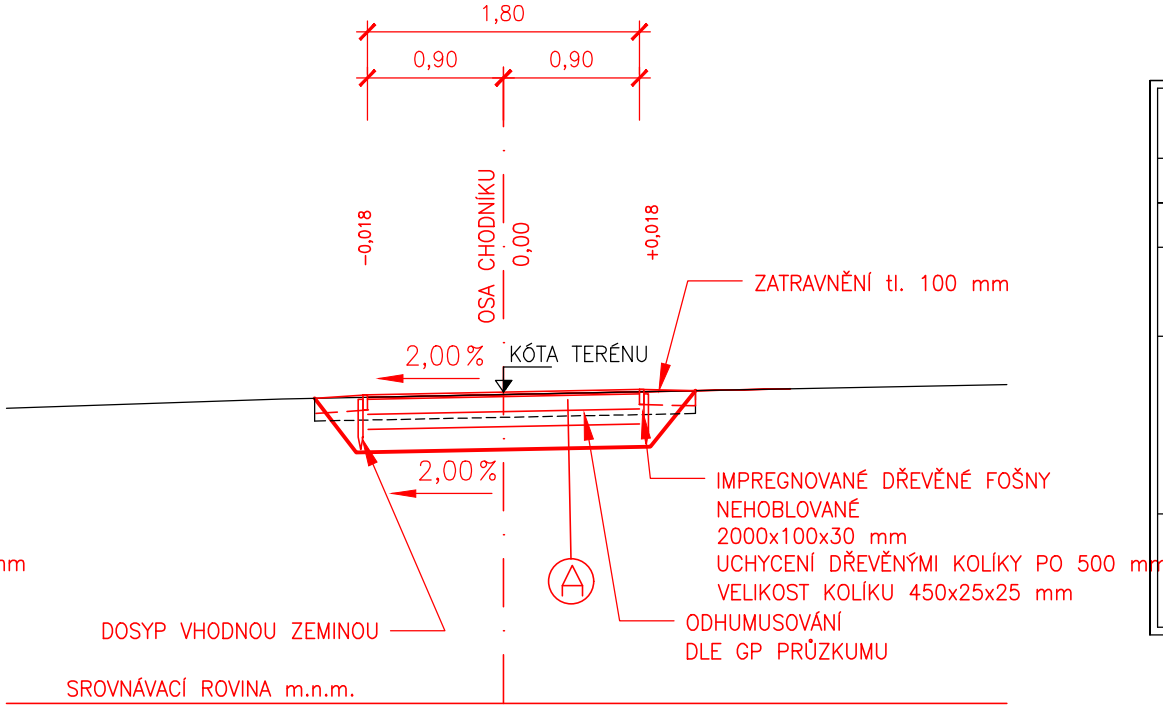 1,80
0,90
0,90
-0,018
OSA CHODNÍKU
0,00
+0,018
ZATRAVNĚNÍ tl. 100 mm
2,00%
KÓTA TERÉNU
2,00%
IMPREGNOVANÉ DŘEVĚNÉ FOŠNY
NEHOBLOVANÉ
2000x100x30 mm
UCHYCENÍ DŘEVĚNÝMI KOLÍKY PO 500 mm
VELIKOST KOLÍKU 450x25x25 mm
mm
A
ODHUMUSOVÁNÍ
DLE GP PRŮZKUMU
DOSYP VHODNOU ZEMINOU
SROVNÁVACÍ ROVINA m.n.m.